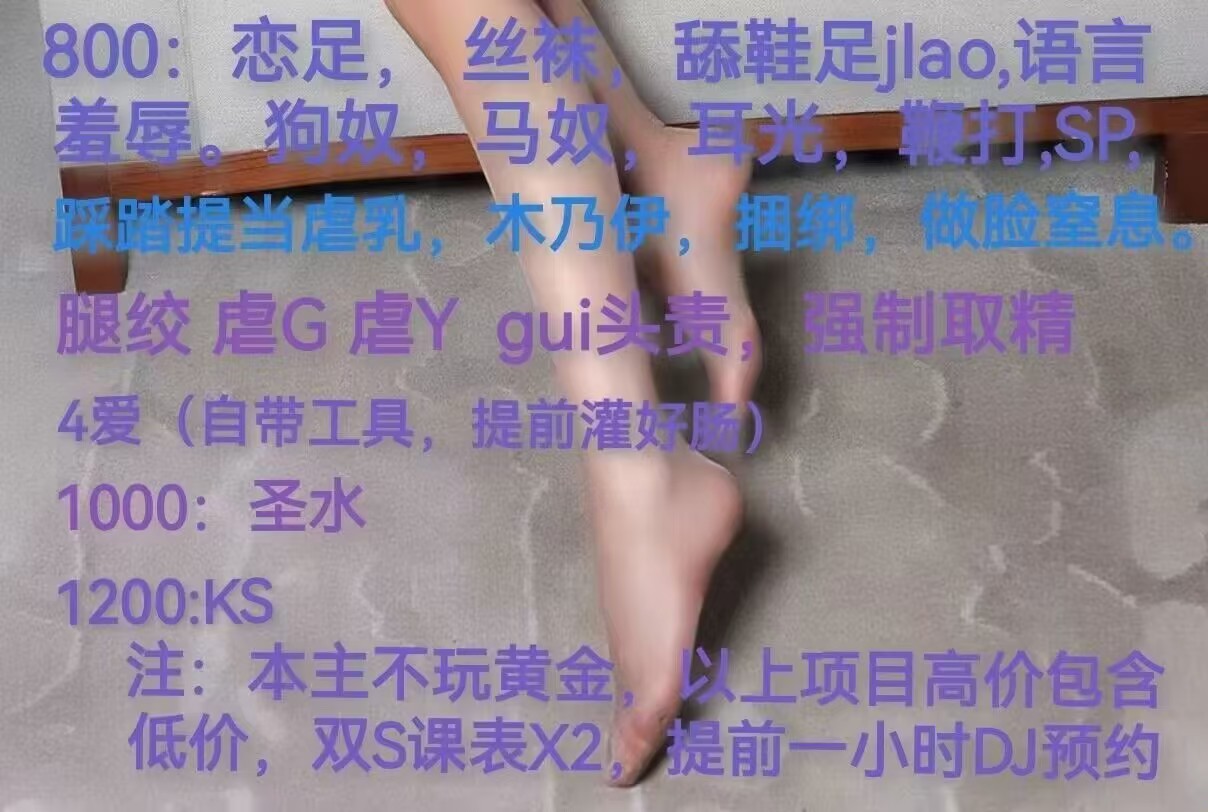 800：恋足， 丝袜，舔鞋足jlao,语言
羞辱。狗奴，马奴，耳光，鞭打,SP,
踩踏提当虐乳，木乃伊，捆绑，做脸窒息。
腿绞 虐G 虐Y gui头责，强制取精
4爱（自带工具，提前灌好肠）
1000：圣水
1200:KS
注：本主不玩黄金，以上项目高价包含
低价，双S课表X2，提前一小时DJ预约